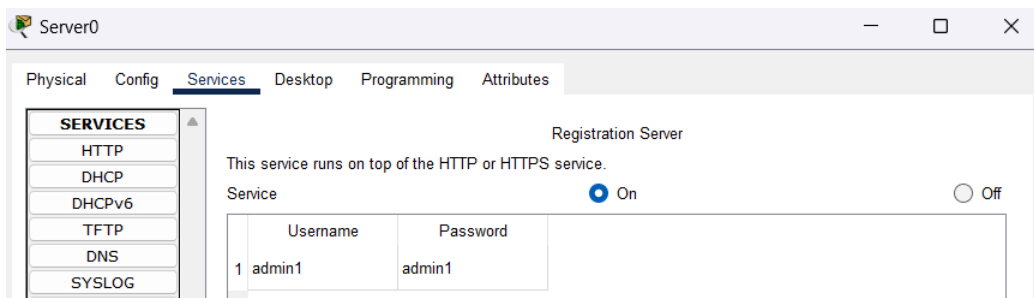 Server0
Physical Config Services Desktop Programming Attributes
SERVICES
HTTP
DHCP
DHCPv6
TFTP
DNS
SYSLOG
Registration Server
This service runs on top of the HTTP or HTTPS service.
Service On Off
Username Password
1 admin1 admin1